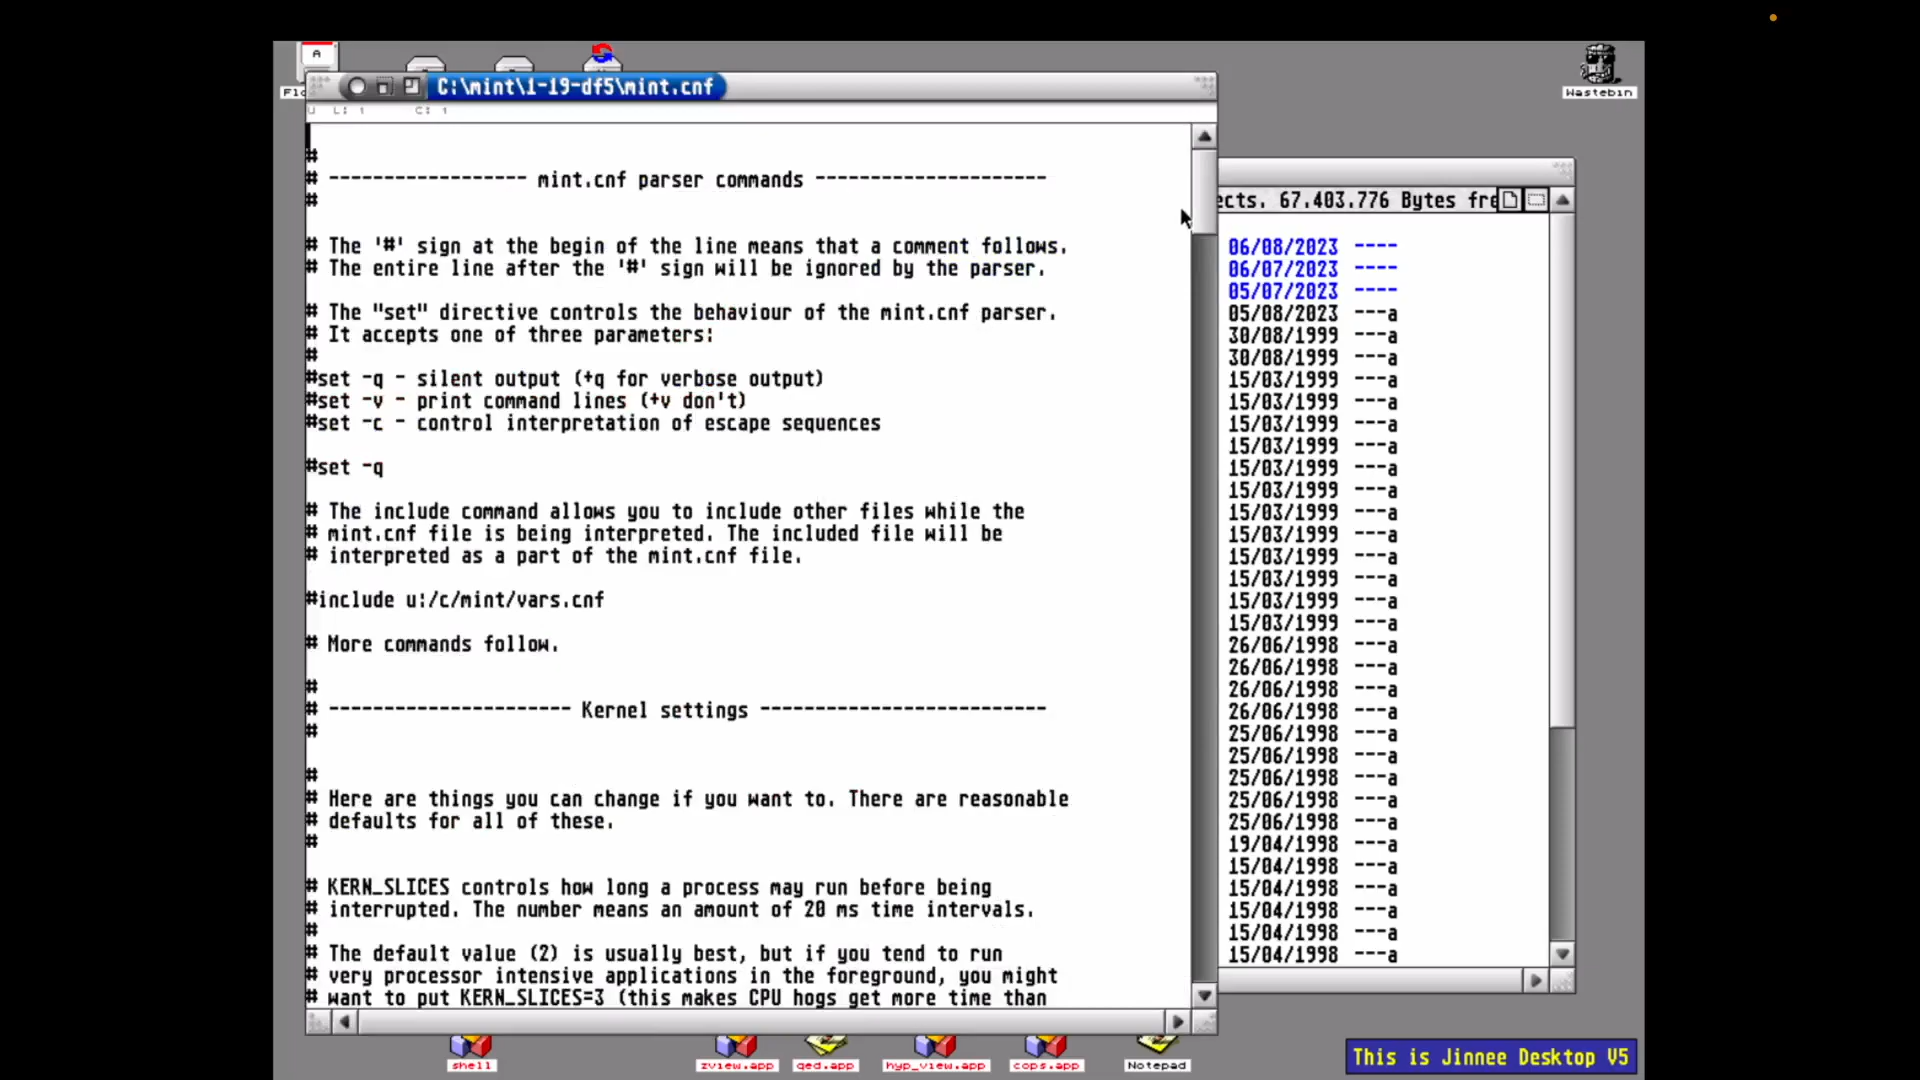 A
Flo
Wastebin
C:\mint\1-19-df5\mint.cnf
U L: 1 C: 1
#
# ------------------ mint.cnf parser commands ---------------------
#
# The '#' sign at the begin of the line means that a comment follows.
# The entire line after the '#' sign will be ignored by the parser.
# The "set" directive controls the behaviour of the mint.cnf parser.
# It accepts one of three parameters:
#
#set -q - silent output (+q for verbose output)
#set -v - print command lines (+v don't)
#set -c - control interpretation of escape sequences
#set -q
# The include command allows you to include other files while the
# mint.cnf file is being interpreted. The included file will be
# interpreted as a part of the mint.cnf file.
#include u:/c/mint/vars.cnf
# More commands follow.
#
# ---------------------- Kernel settings --------------------------
#
#
# Here are things you can change if you want to. There are reasonable
# defaults for all of these.
#
# KERN_SLICES controls how long a process may run before being
# interrupted. The number means an amount of 20 ms time intervals.
#
# The default value (2) is usually best, but if you tend to run
# very processor intensive applications in the foreground, you might
# want to put KERN_SLICES=3 (this makes CPU hogs get more time than
ects. 67.403.776 Bytes fre
06/08/2023 ----
06/07/2023 ----
05/07/2023 ----
05/08/2023 ---a
30/08/1999 ---a
30/08/1999 ---a
15/03/1999 ---a
15/03/1999 ---a
15/03/1999 ---a
15/03/1999 ---a
15/03/1999 ---a
15/03/1999 ---a
15/03/1999 ---a
15/03/1999 ---a
15/03/1999 ---a
15/03/1999 ---a
15/03/1999 ---a
15/03/1999 ---a
26/06/1998 ---a
26/06/1998 ---a
26/06/1998 ---a
26/06/1998 ---a
25/06/1998 ---a
25/06/1998 ---a
25/06/1998 ---a
25/06/1998 ---a
25/06/1998 ---a
19/04/1998 ---a
15/04/1998 ---a
15/04/1998 ---a
15/04/1998 ---a
15/04/1998 ---a
15/04/1998 ---a
shell
zview.app
qed.app
hyp_view.app
cops.app
Notepad
This is Jinnee Desktop V5